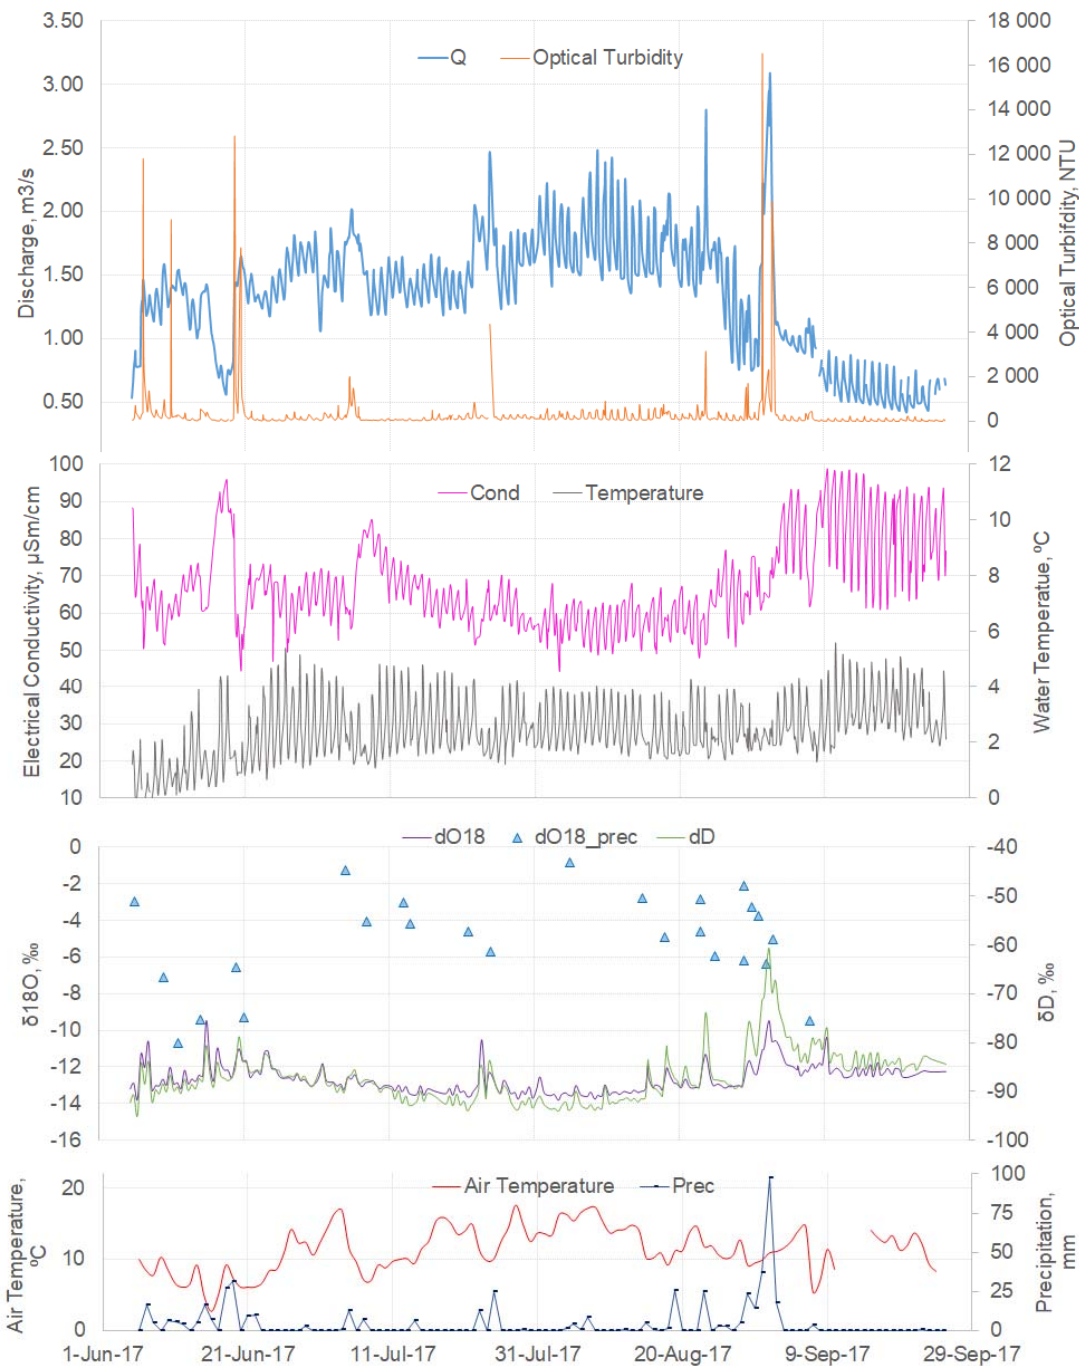 3.50
3.00
2.50
2.00
1.50
1.00
0.50
Discharge, m3/s
Q
Optical Turbidity
18 000
16 000
14 000
12 000
10 000
8 000
6 000
4 000
2 000
0
Optical Turbifdity, NTU
100
90
80
70
60
50
40
30
20
10
Electrical Conductivity, µSm/cm
Cond
Temperature
12
10
8
6
4
2
0
Water Temperatue, ºC
0
-2
-4
-6
-8
-10
-12
-14
-16
δ18O, ‰
dO18
dO18_prec
dD
-40
-50
-60
-70
-80
-90
-100
δD, ‰
20
10
0
Air Temperature,
ºC
Air Temperature
Prec
100
75
50
25
0
Precipitation,
mm
1-Jun-17
21-Jun-17
11-Jul-17
31-Jul-17
20-Aug-17
9-Sep-17
29-Sep-17